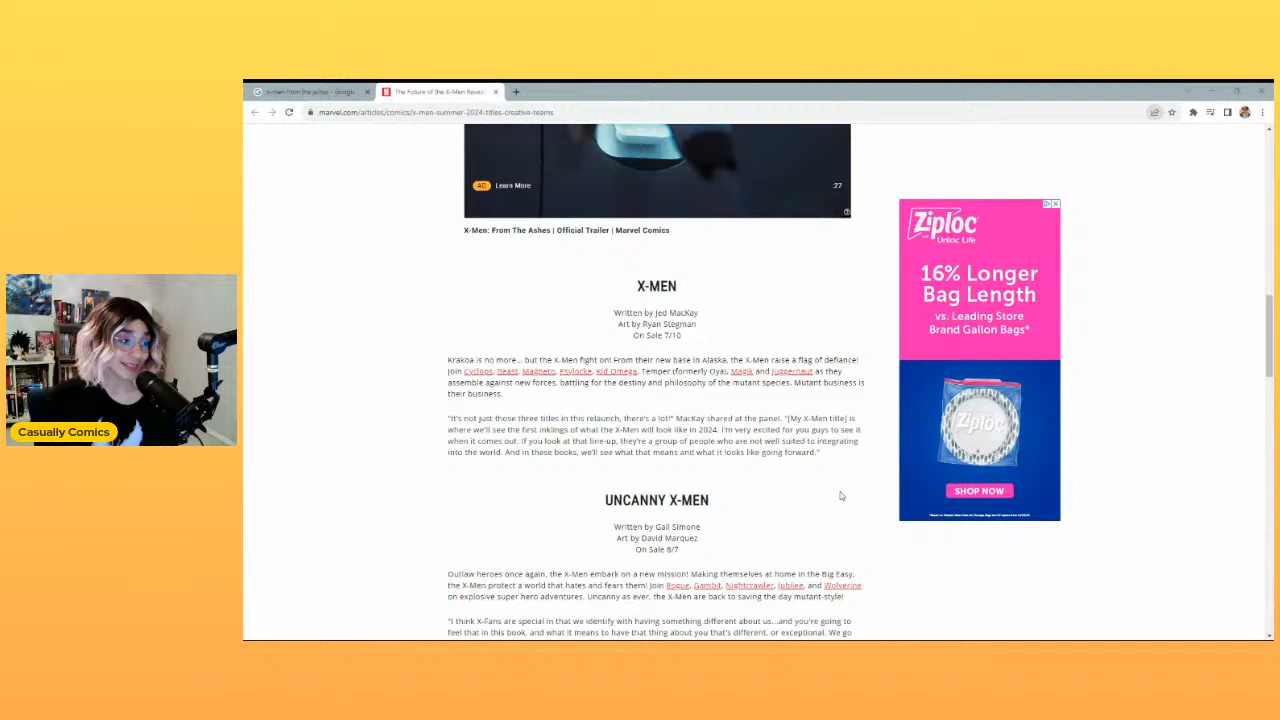 x-men from the ashes - Google
The Future of the X-Men Reveal
marvel.com/articles/comics/x-men-summer-2024-titles-creative-teams
AD Learn More
:27
X-Men: From The Ashes | Official Trailer | Marvel Comics
X-MEN
Written by Jed MacKay
Art by Ryan Stegman
On Sale 7/10
Krakoa is no more... but the X-Men fight on! From their new base in Alaska, the X-Men raise a flag of defiance!
Join Cyclops, Beast, Magneto, Psylocke, Kid Omega, Temper (formerly Oya), Magik and Juggernaut as they
assemble against new forces, battling for the destiny and philosophy of the mutant species. Mutant business is
their business.
"It's not just those three titles in this relaunch, there's a lot!" MacKay shared at the panel. "[My X-Men title] is
where we'll see the first inklings of what the X-Men will look like in 2024. I'm very excited for you guys to see it
when it comes out. If you look at that line-up, they're a group of people who are not well suited to integrating
into the world. And in these books, we'll see what that means and what it looks like going forward."
UNCANNY X-MEN
Written by Gail Simone
Art by David Marquez
On Sale 8/7
Outlaw heroes once again, the X-Men embark on a new mission! Making themselves at home in the Big Easy,
the X-Men protect a world that hates and fears them! Join Rogue, Gambit, Nightcrawler, Jubilee, and Wolverine
on explosive super hero adventures. Uncanny as ever, the X-Men are back to saving the day mutant-style!
"I think X-Fans are special in that we identify with having something different about us...and you're going to
feel that in this book, and what it means to have that thing about you that's different, or exceptional. We go
Ziploc
Unloc Life
16% Longer
Bag Length
vs. Leading Store
Brand Gallon Bags*
Ziploc
SHOP NOW
Casually Comics